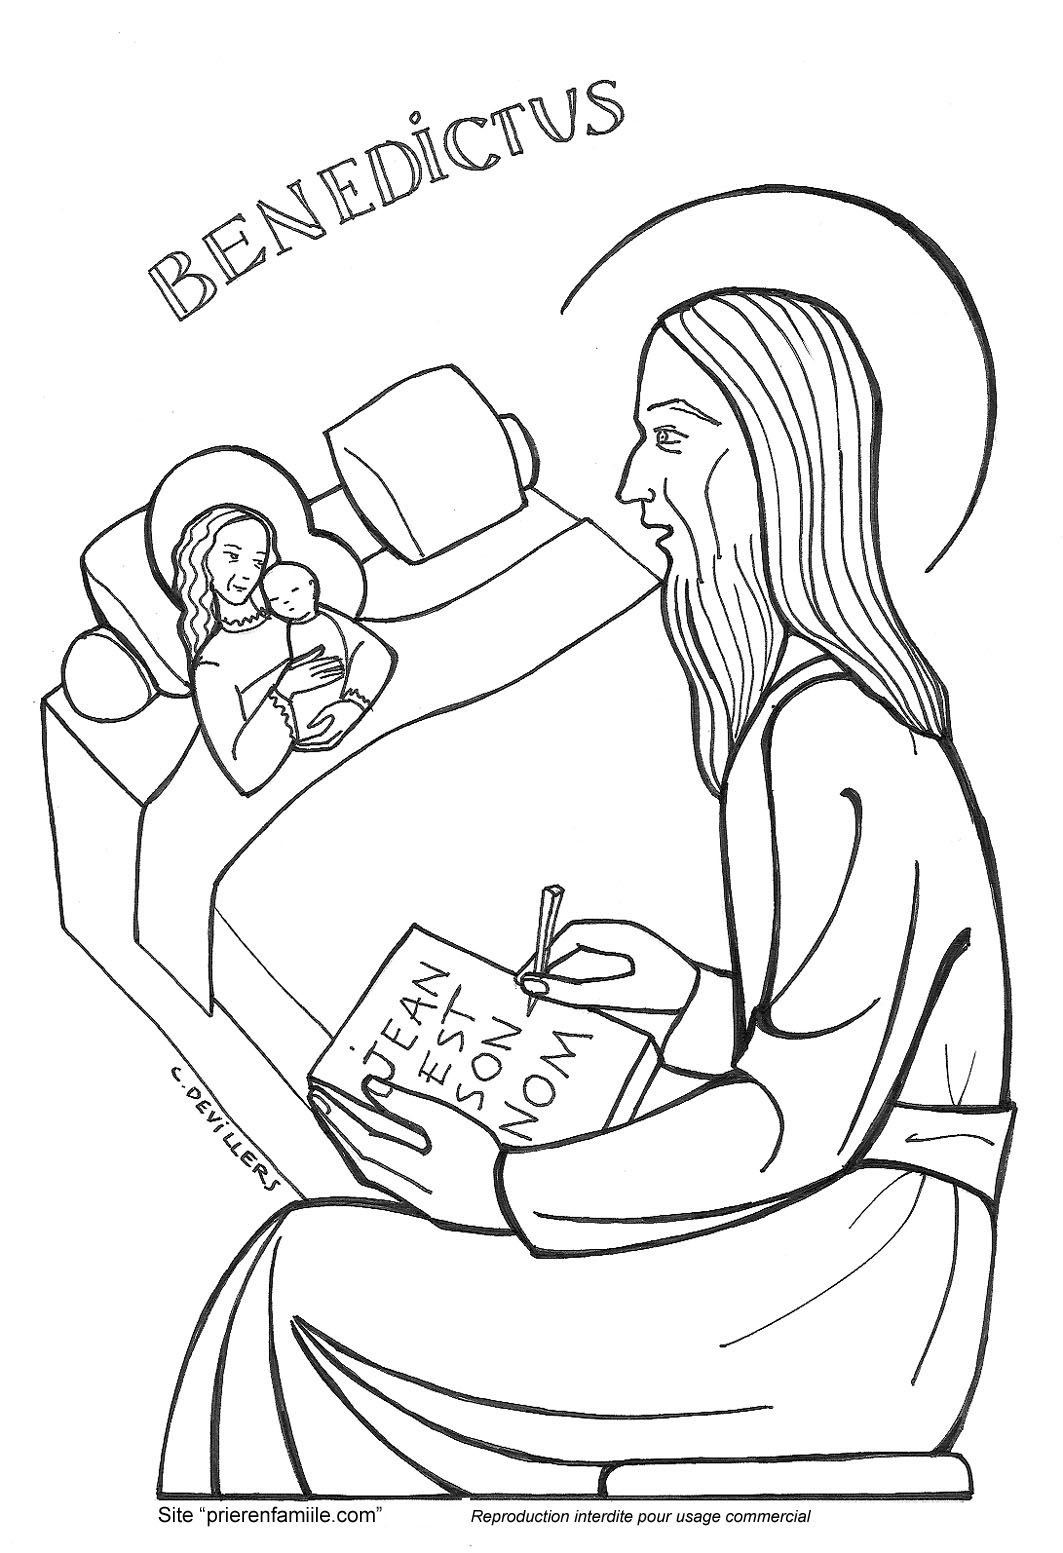 BENEDiCTUS
JEAN
EST
SON
NOM
C. DEViLLERS
Site “prierenfamiile.com”
Reproduction interdite pour usage commercial